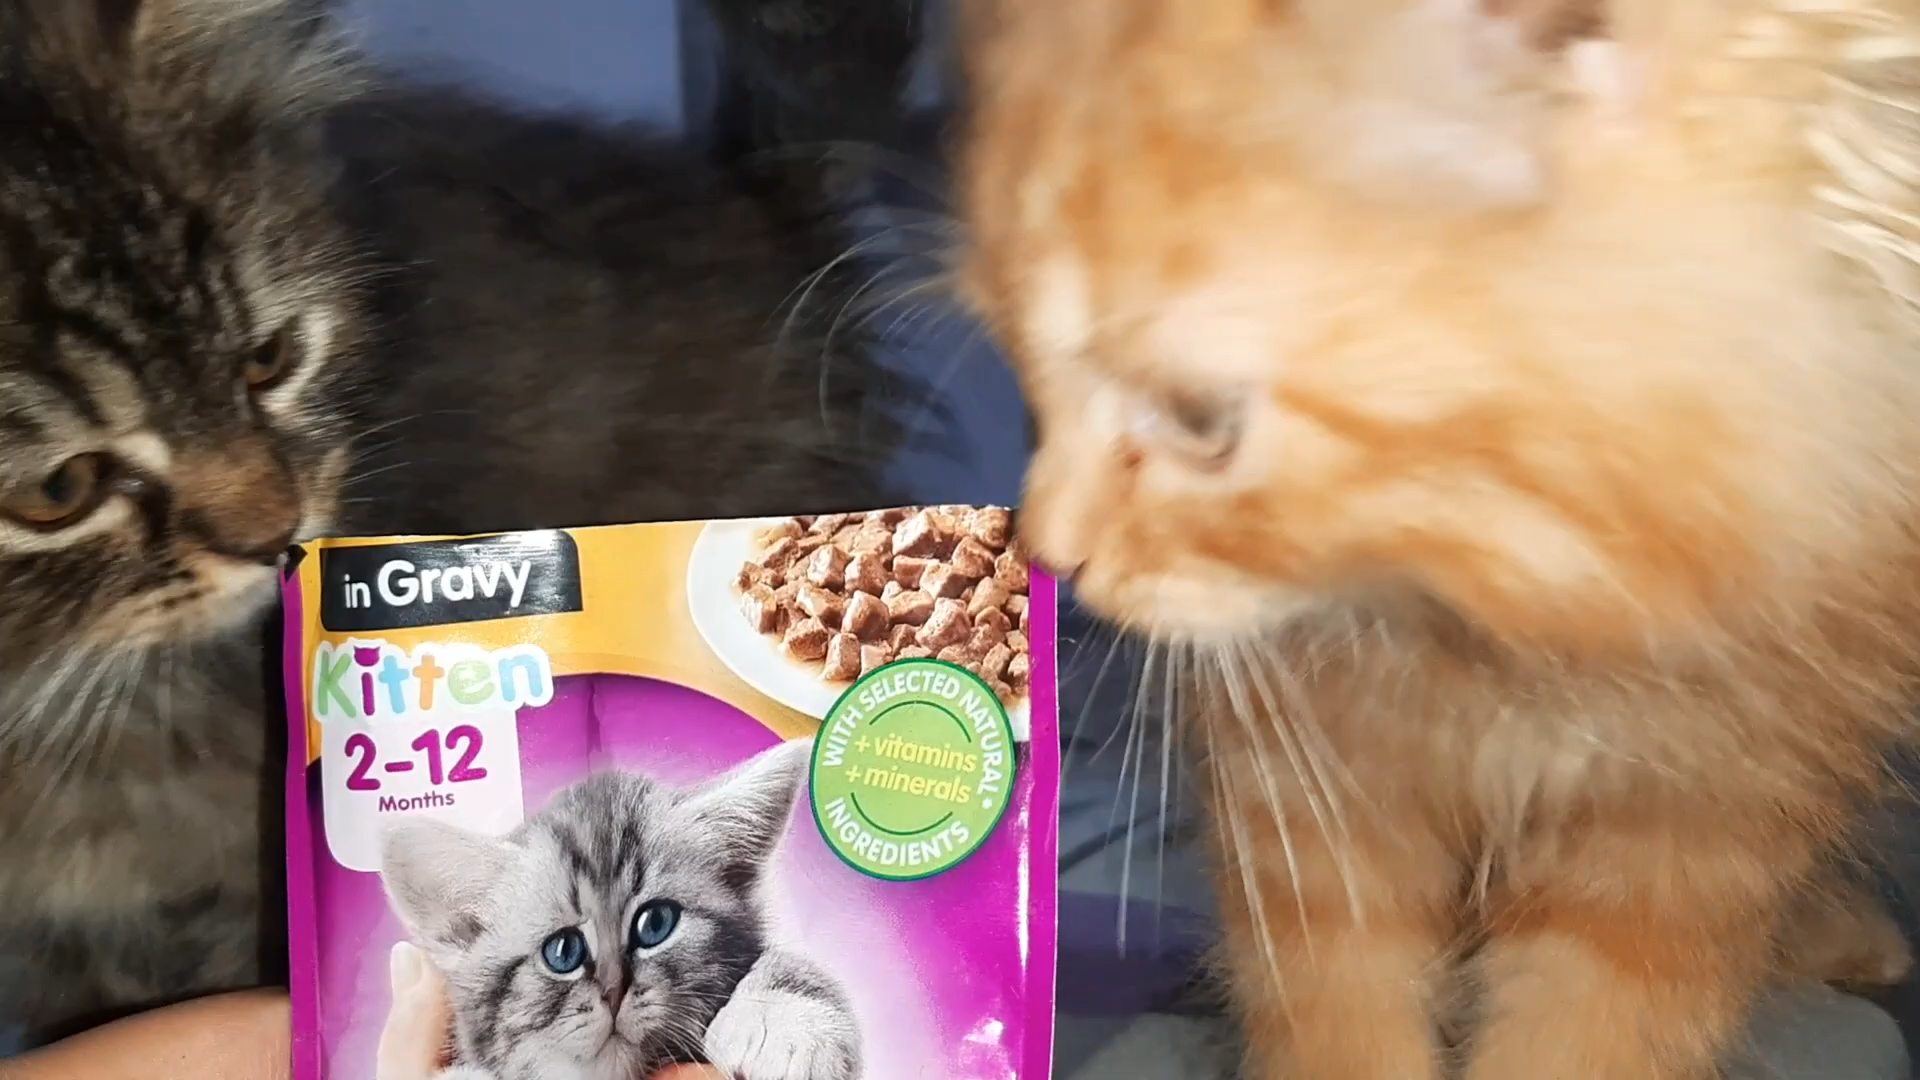 in Gravy
Kitten
2-12
Months
WITH SELECTED NATURAL •
+ vitamins
+ minerals
INGREDIENTS